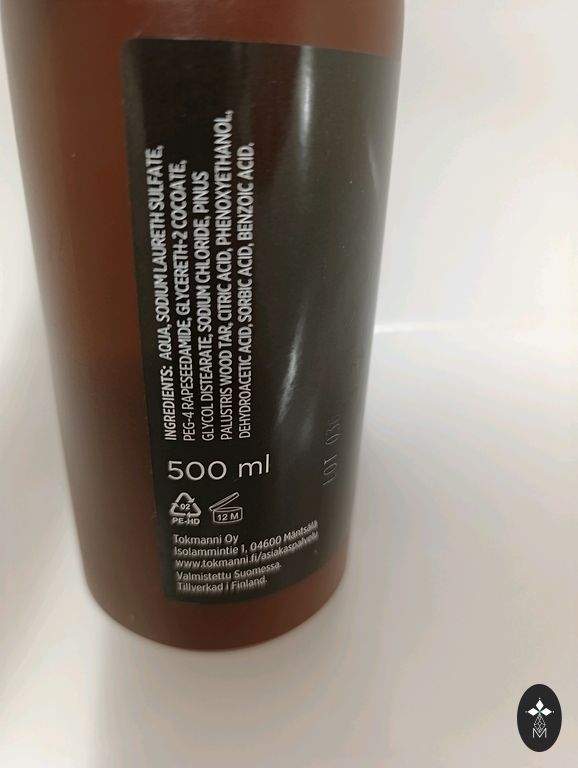 INGREDIENTS: AQUA, SODIUM LAURETH SULFATE,
PEG-4 RAPESEEDAMIDE, GLYCERETH-2 COCOATE,
GLYCOL DISTEARATE, SODIUM CHLORIDE, PINUS
PALUSTRIS WOOD TAR, CITRIC ACID, PHENOXYETHANOL,
DEHYDROACETIC ACID, SORBIC ACID, BENZOIC ACID.
500 ml
02
PE-HD
12 M
Tokmanni Oy
Isolammintie 1, 04600 Mäntsälä
www.tokmanni.fi/asiakaspalvelu
Valmistettu Suomessa.
Tillverkad i Finland.
LOT
M